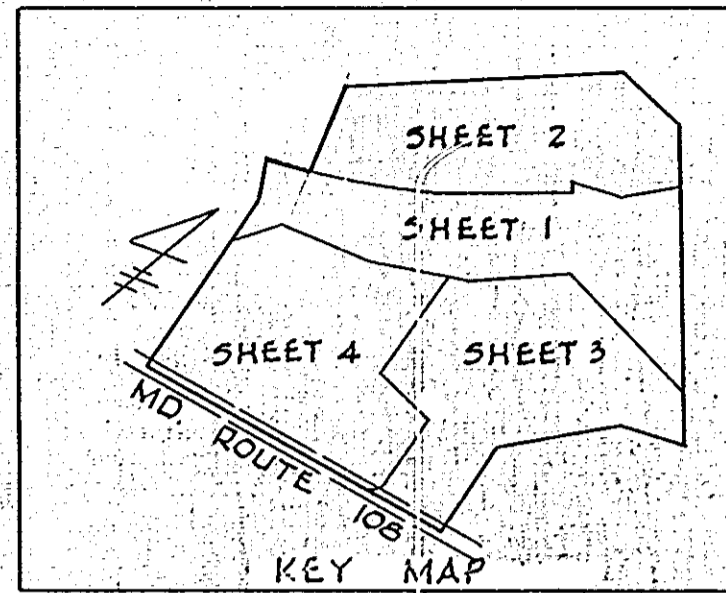 SHEET 2
SHEET 1
SHEET 4
SHEET 3
MD. ROUTE 108
KEY MAP